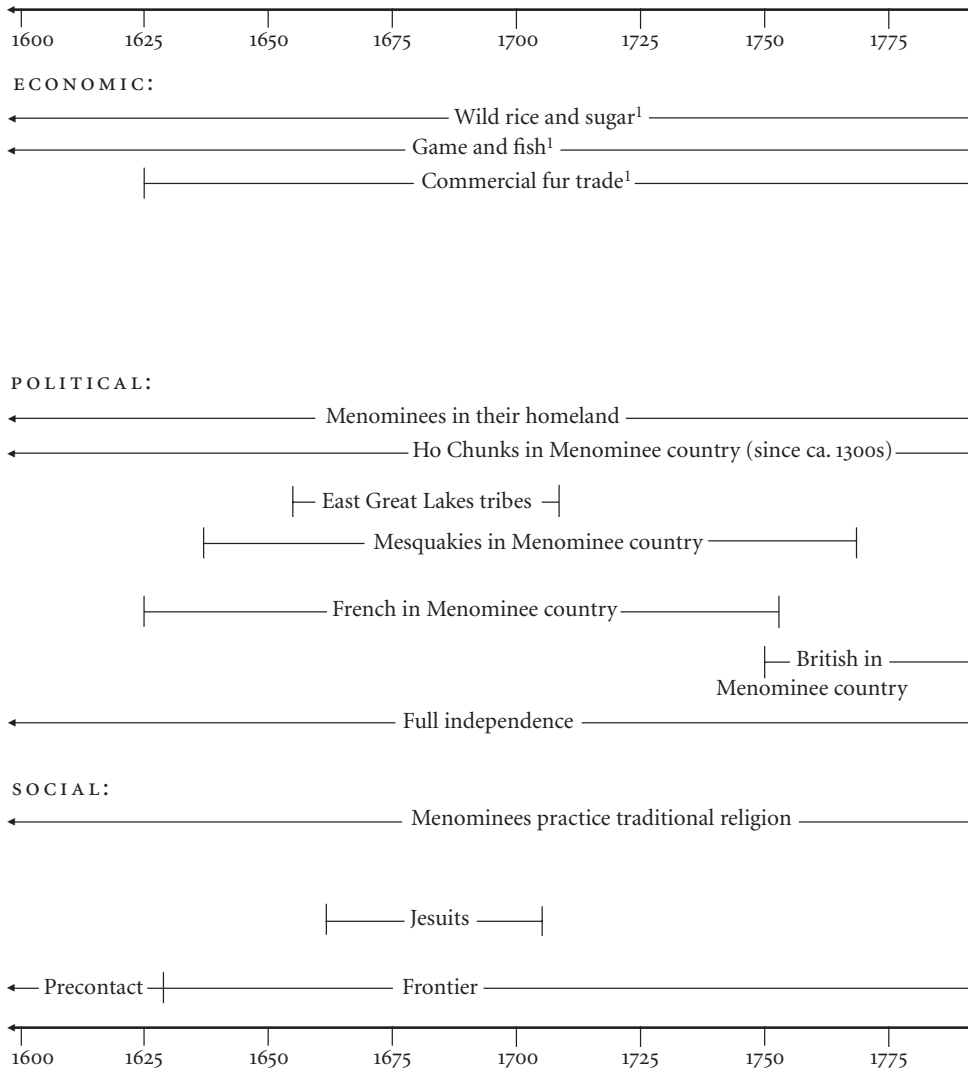 1600 1625 1650 1675 1700 1725 1750 1775
ECONOMIC:
Wild rice and sugar¹
Game and fish¹
Commercial fur trade¹
POLITICAL:
Menominees in their homeland
Ho Chunks in Menominee country (since ca. 1300s)
East Great Lakes tribes
Mesquakies in Menominee country
French in Menominee country
British in
Menominee country
Full independence
SOCIAL:
Menominees practice traditional religion
Jesuits
Precontact Frontier
1600 1625 1650 1675 1700 1725 1750 1775